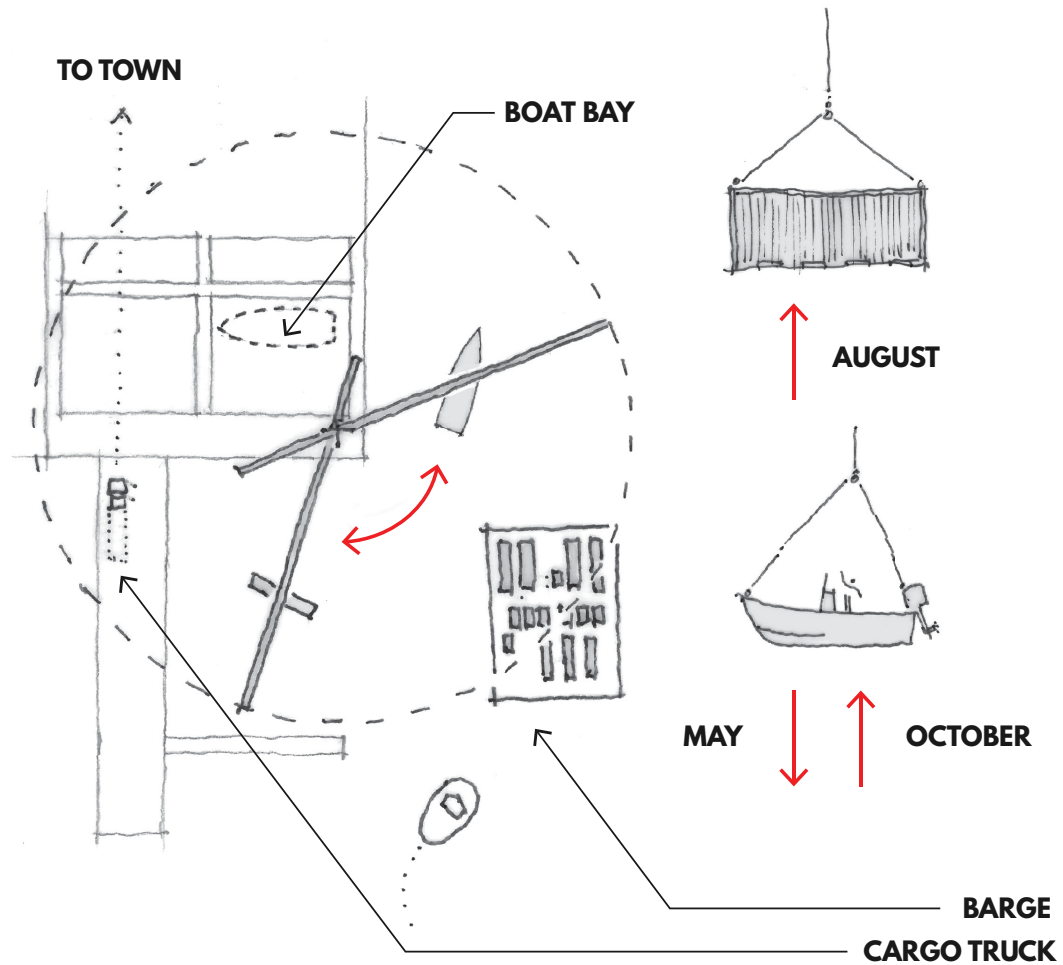 TO TOWN
BOAT BAY
AUGUST
MAY
OCTOBER
BARGE
CARGO TRUCK